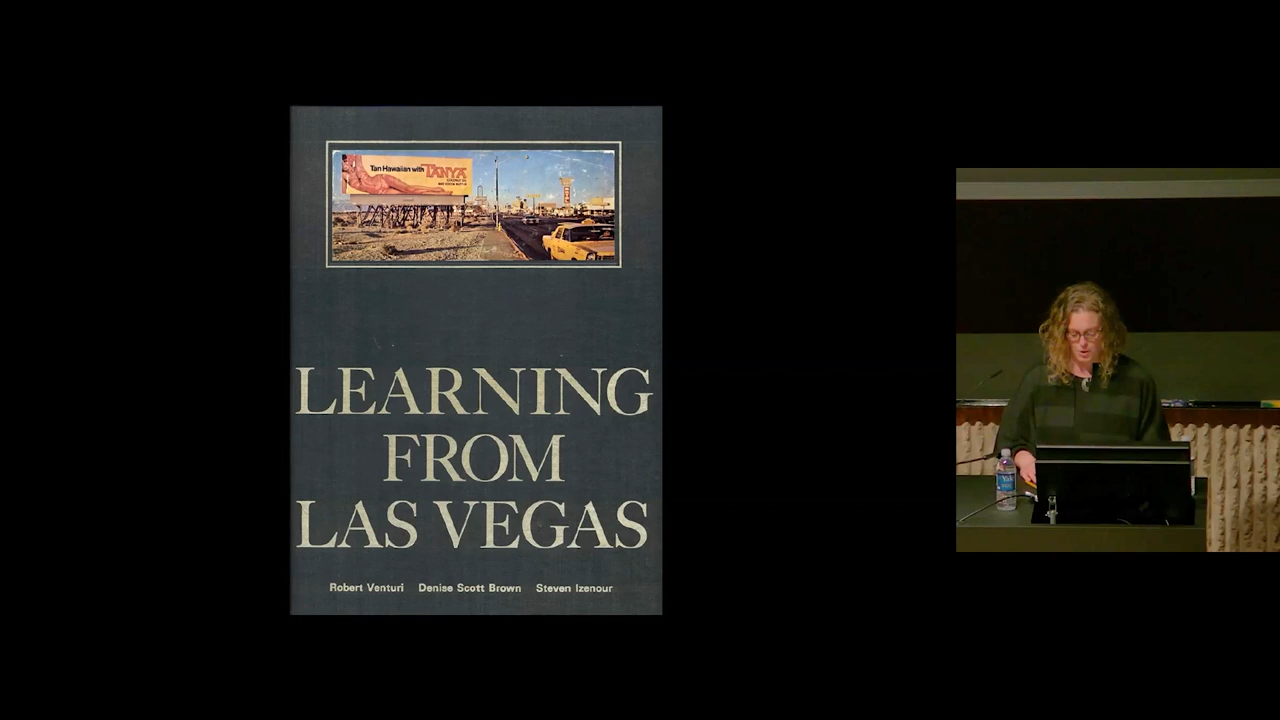 Tan Hawaiian with TANYA
LEARNING
FROM
LAS VEGAS
Robert Venturi Denise Scott Brown Steven Izenour